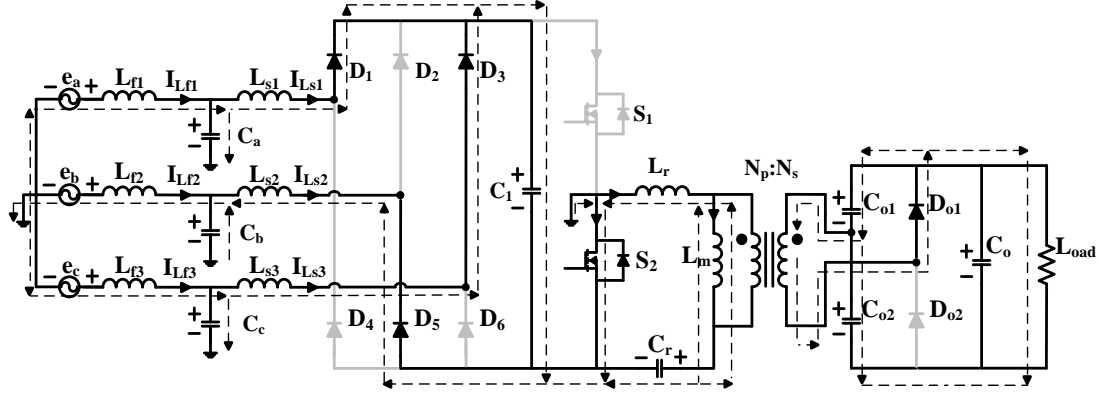 e_a L_f1 I_Lf1 L_s1 I_Ls1 D_1 D_2 D_3
S_1
C_a
e_b L_f2 I_Lf2 L_s2 I_Ls2 C_1 L_r N_p:N_s
C_o1 D_o1
C_b S_2 L_m C_o L_oad
e_c L_f3 I_Lf3 L_s3 I_Ls3
C_c D_4 D_5 D_6 C_r C_o2 D_o2